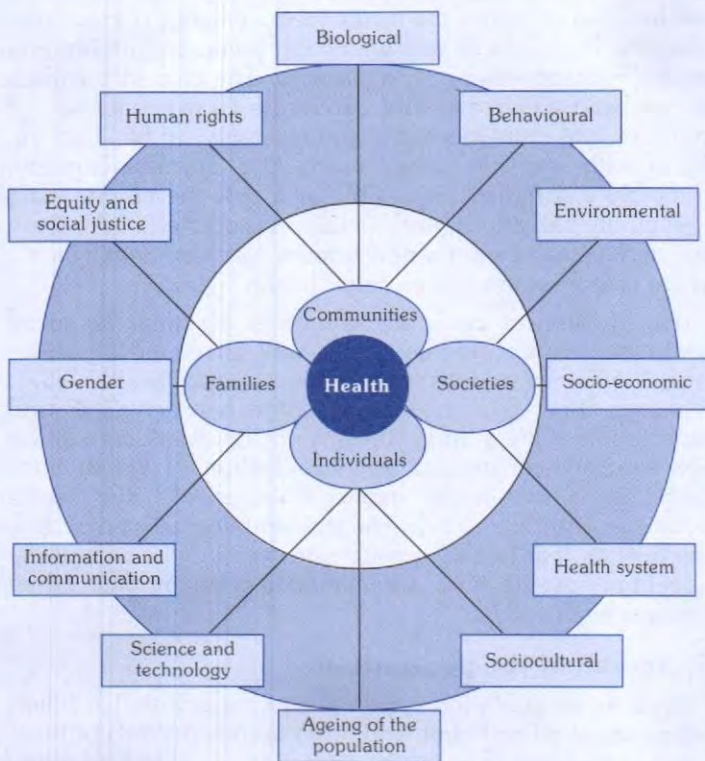 Biological
Human rights
Behavioural
Equity and
social justice
Environmental
Communities
Gender
Families
Health
Societies
Socio-economic
Individuals
Information and
communication
Health system
Science and
technology
Sociocultural
Ageing of the
population